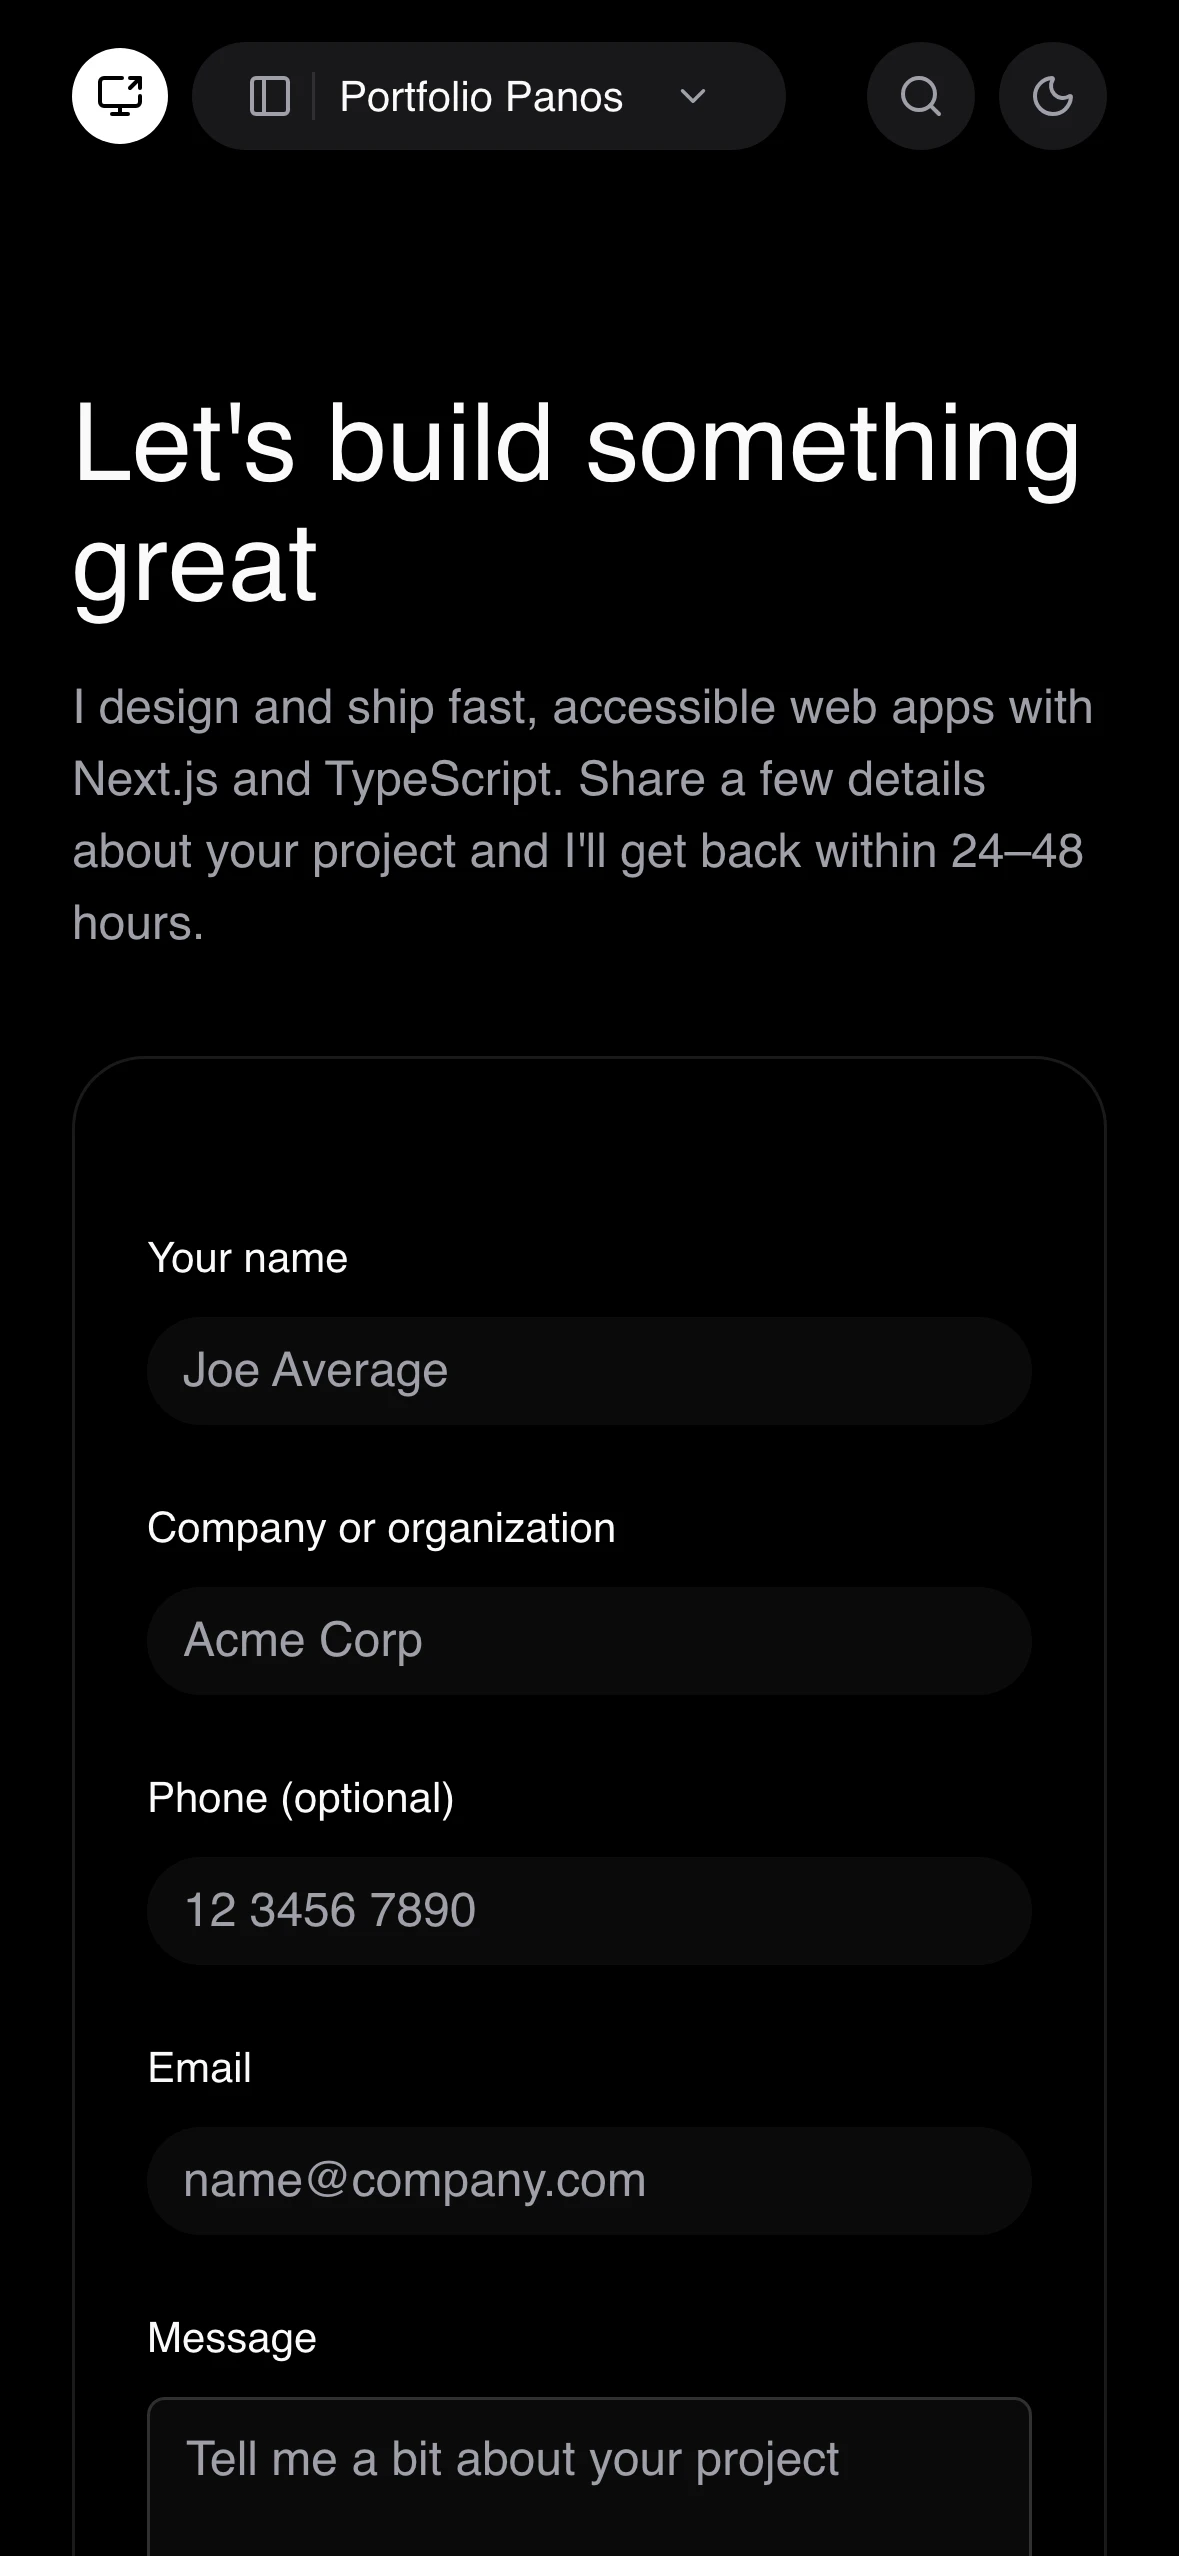 Portfolio Panos
Let's build something
great
I design and ship fast, accessible web apps with
Next.js and TypeScript. Share a few details
about your project and I'll get back within 24–48
hours.
Your name
Joe Average
Company or organization
Acme Corp
Phone (optional)
12 3456 7890
Email
name@company.com
Message
Tell me a bit about your project